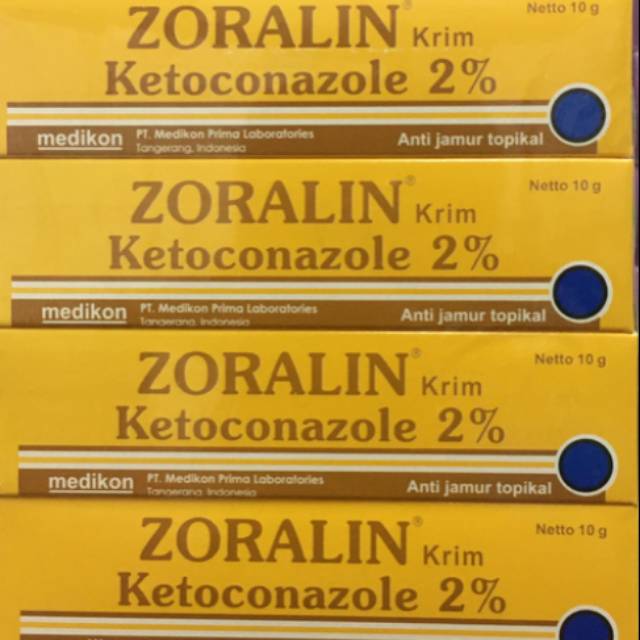 ZORALIN® Krim
Netto 10 g
Ketoconazole 2%
medikon PT. Medikon Prima Laboratories
Tangerang, Indonesia
Anti jamur topikal
ZORALIN® Krim
Netto 10 g
Ketoconazole 2%
medikon PT. Medikon Prima Laboratories
Tangerang, Indonesia
Anti jamur topikal
ZORALIN® Krim
Netto 10 g
Ketoconazole 2%
medikon PT. Medikon Prima Laboratories
Tangerang, Indonesia
Anti jamur topikal
ZORALIN® Krim
Netto 10 g
Ketoconazole 2%